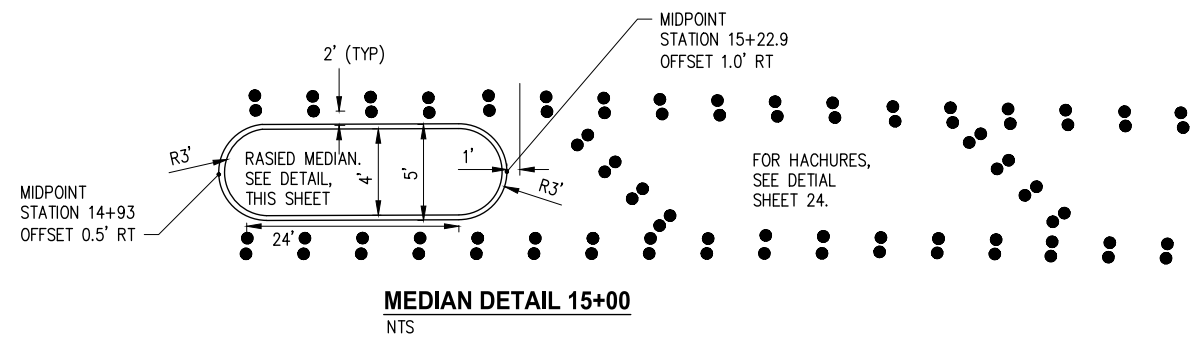 MIDPOINT
STATION 15+22.9
OFFSET 1.0' RT
2' (TYP)
R3'
RASIED MEDIAN.
SEE DETAIL,
THIS SHEET
4'
5'
1'
R3'
FOR HACHURES,
SEE DETIAL
SHEET 24.
MIDPOINT
STATION 14+93
OFFSET 0.5' RT
24'
MEDIAN DETAIL 15+00
NTS